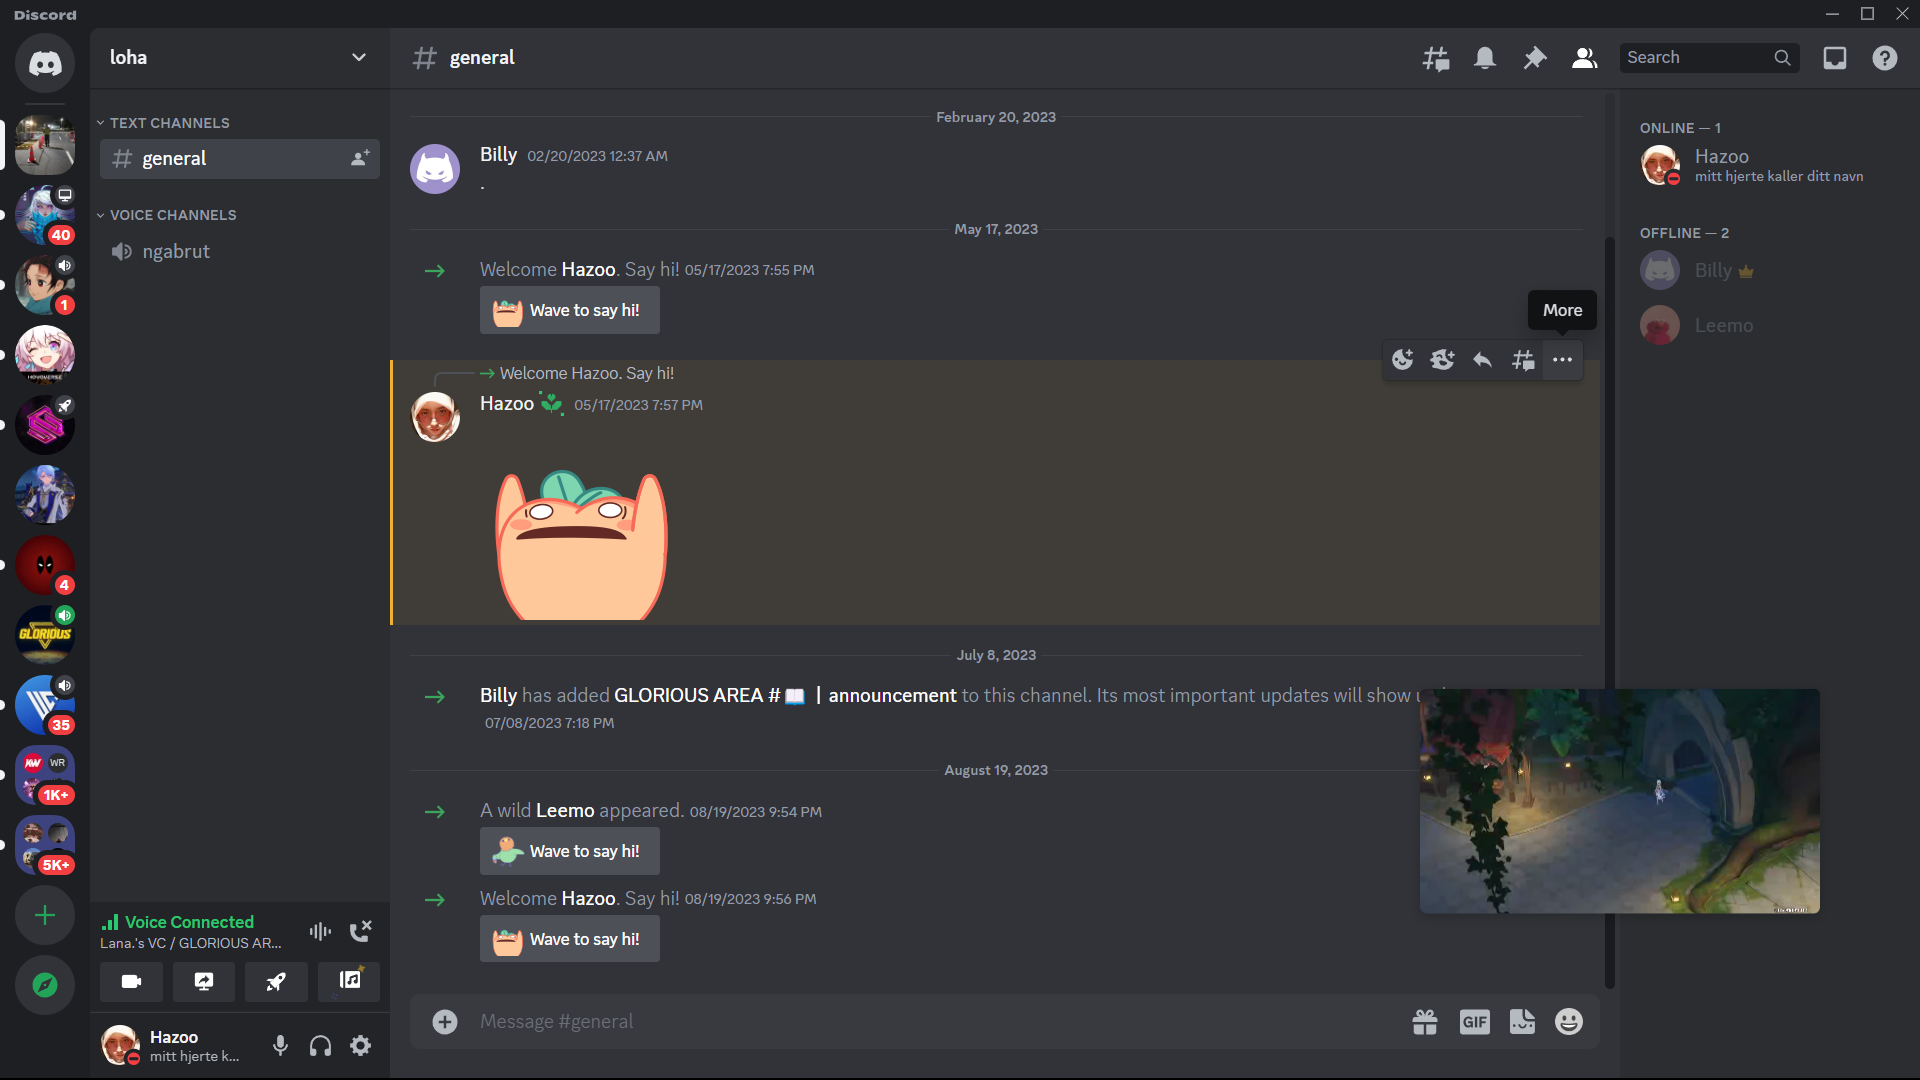 Discord
loha
general
Search
TEXT CHANNELS
general
VOICE CHANNELS
ngabrut
40
1
HOYOVERSE
4
GLORIOUS
35
KW WR
1K+
5K+
February 20, 2023
Billy 02/20/2023 12:37 AM
.
May 17, 2023
Welcome Hazoo. Say hi! 05/17/2023 7:55 PM
Wave to say hi!
More
Welcome Hazoo. Say hi!
Hazoo 05/17/2023 7:57 PM
July 8, 2023
Billy has added GLORIOUS AREA # 📖 | announcement to this channel. Its most important updates will show
07/08/2023 7:18 PM
August 19, 2023
A wild Leemo appeared. 08/19/2023 9:54 PM
Wave to say hi!
Welcome Hazoo. Say hi! 08/19/2023 9:56 PM
Wave to say hi!
Message #general
GIF
ONLINE — 1
Hazoo
mitt hjerte kaller ditt navn
OFFLINE — 2
Billy
Leemo
Voice Connected
Lana.'s VC / GLORIOUS AR...
Hazoo
mitt hjerte k...